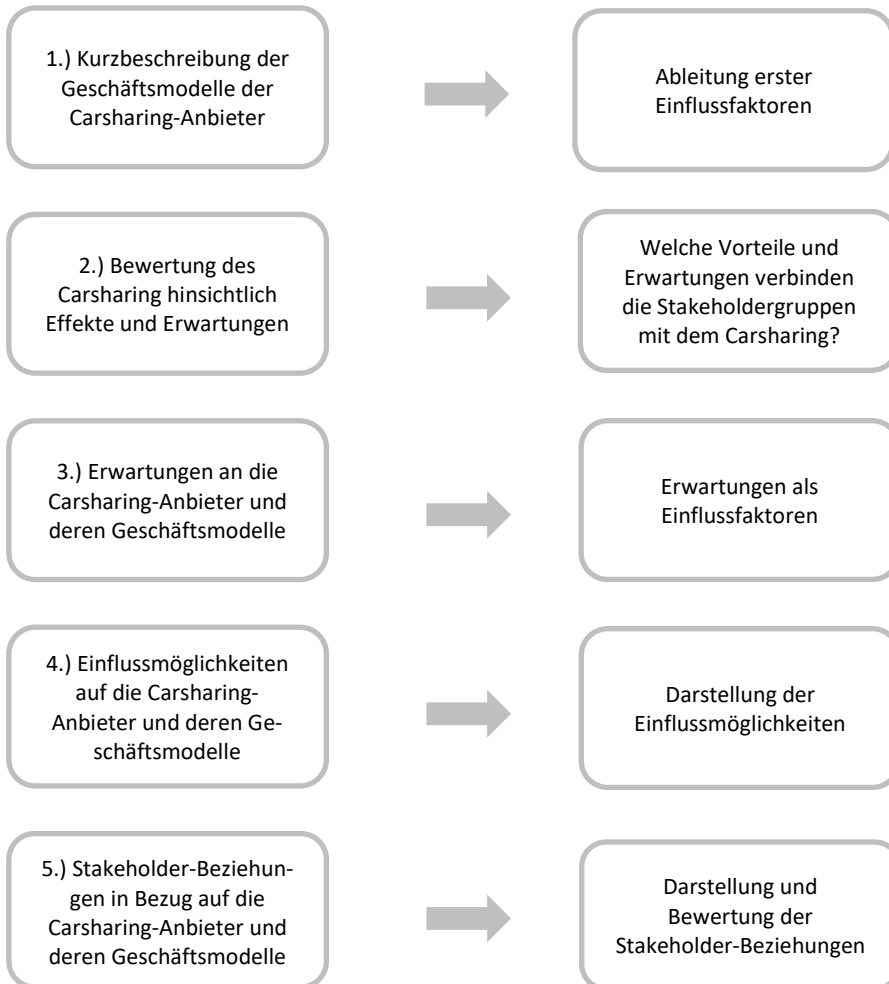 1.) Kurzbeschreibung der
Geschäftsmodelle der
Carsharing-Anbieter
Ableitung erster
Einflussfaktoren
2.) Bewertung des
Carsharing hinsichtlich
Effekte und Erwartungen
Welche Vorteile und
Erwartungen verbinden
die Stakeholdergruppen
mit dem Carsharing?
3.) Erwartungen an die
Carsharing-Anbieter und
deren Geschäftsmodelle
Erwartungen als
Einflussfaktoren
4.) Einflussmöglichkeiten
auf die Carsharing-
Anbieter und deren Ge-
schäftsmodelle
Darstellung der
Einflussmöglichkeiten
5.) Stakeholder-Beziehun-
gen in Bezug auf die
Carsharing-Anbieter und
deren Geschäftsmodelle
Darstellung und
Bewertung der
Stakeholder-Beziehungen